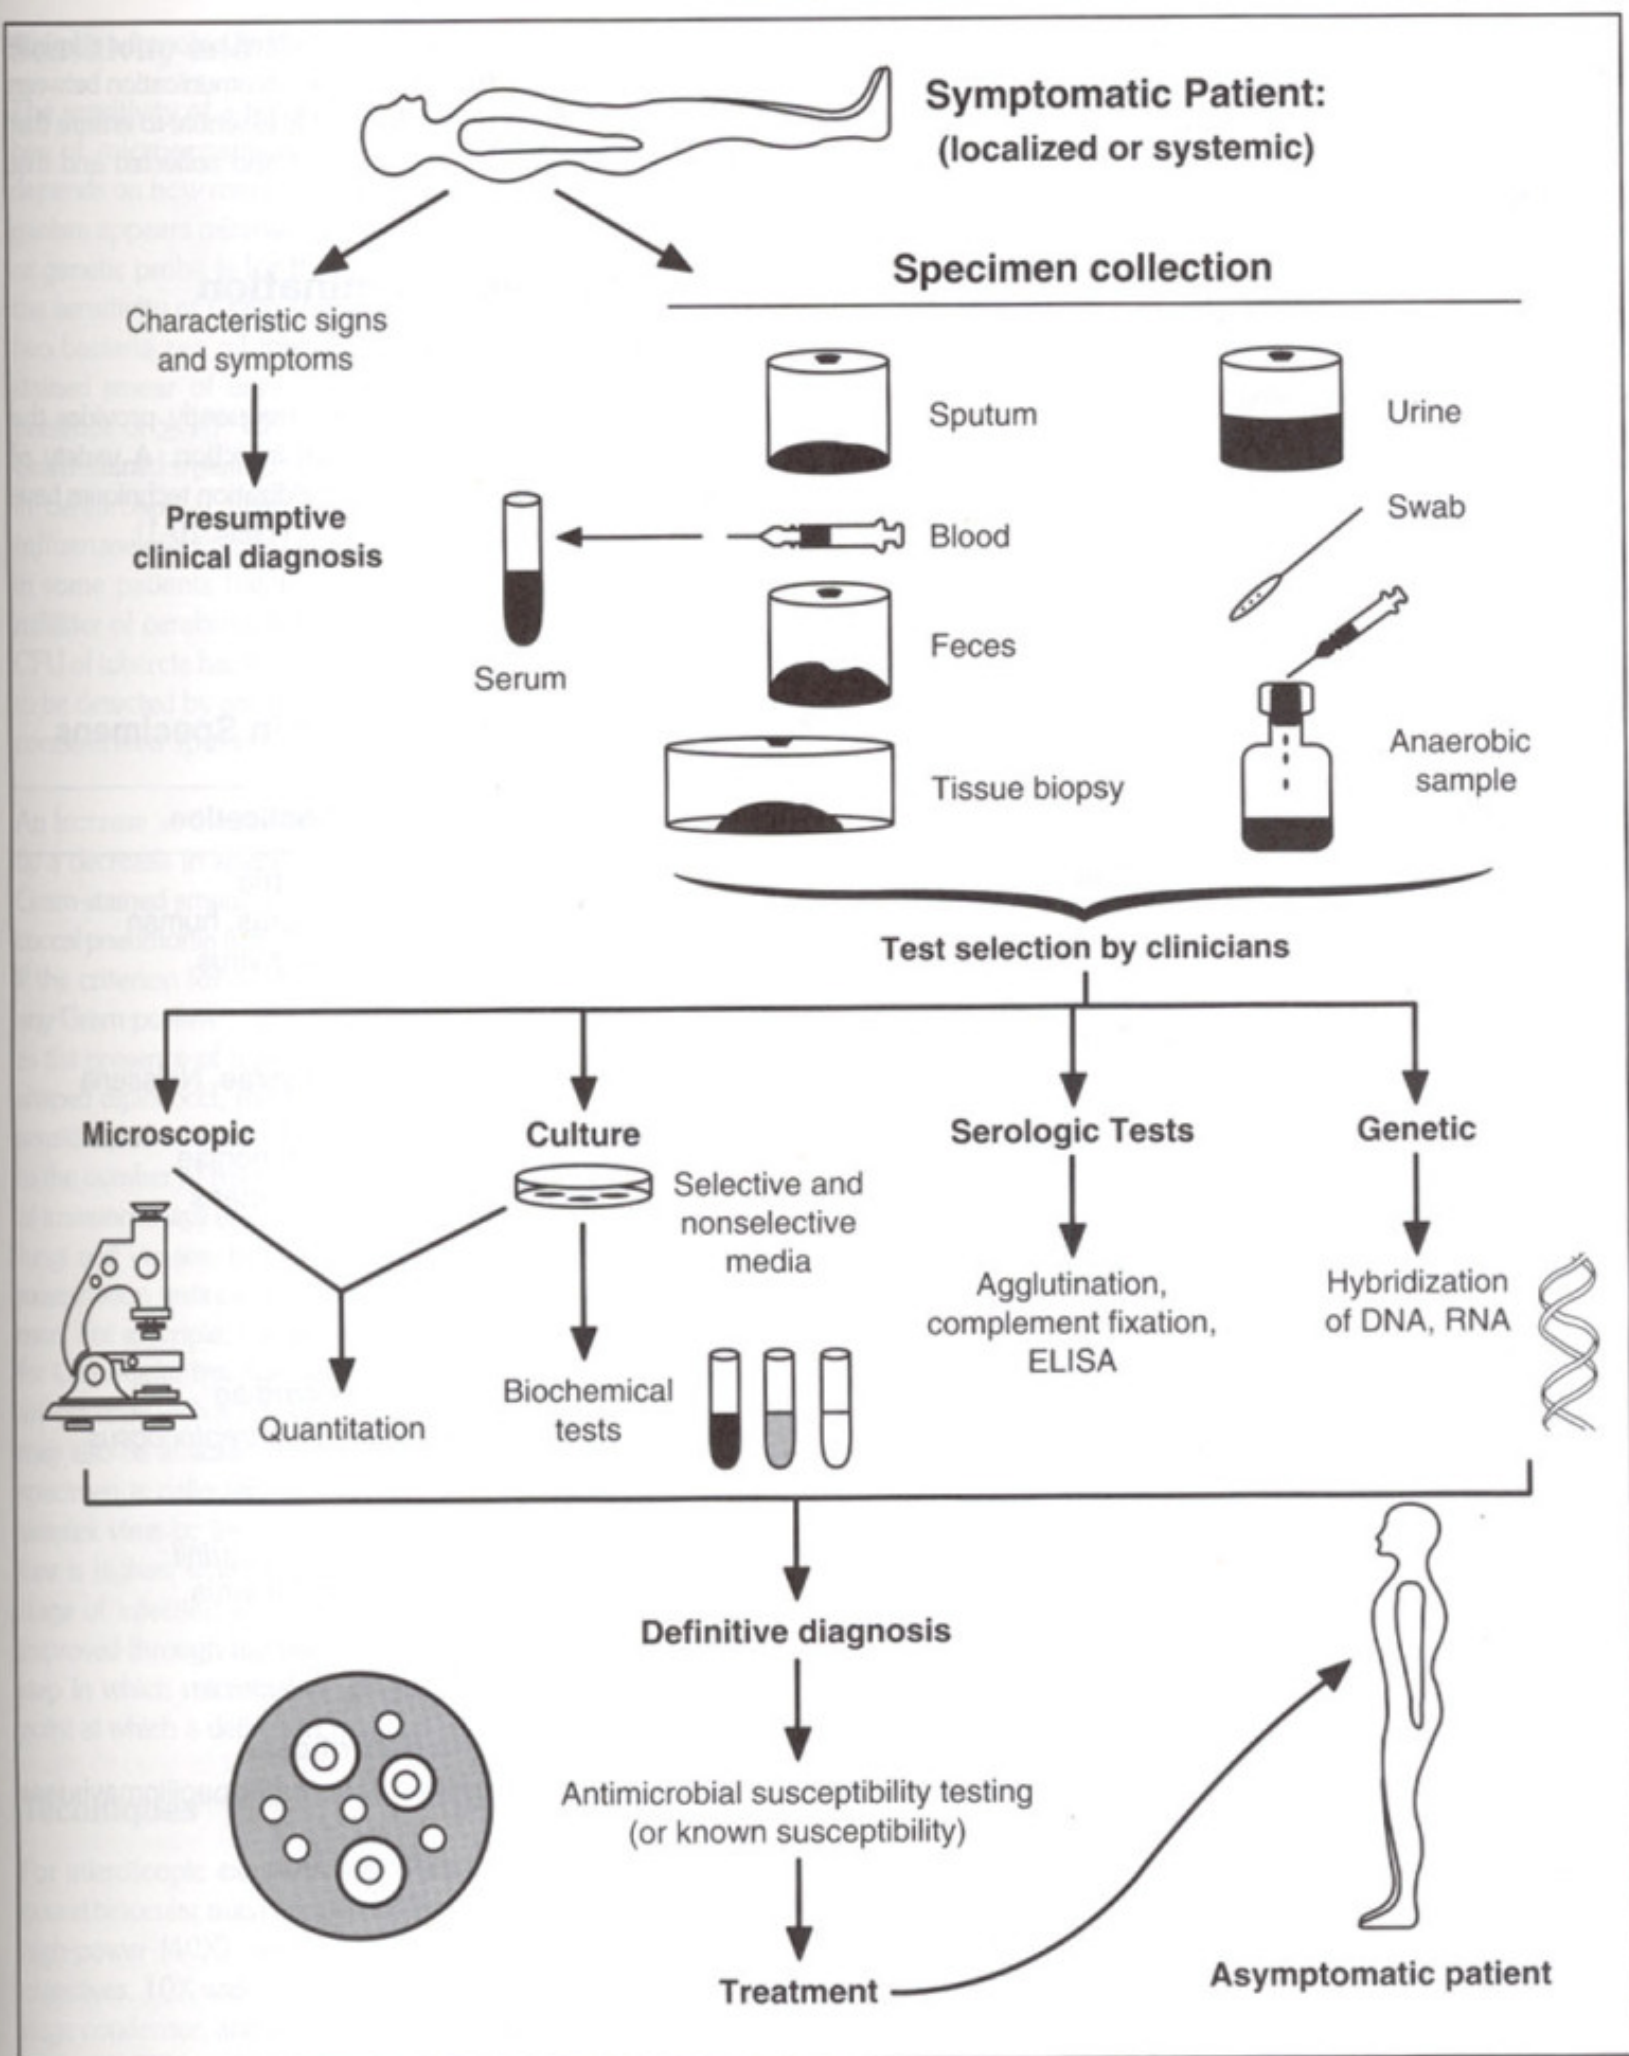 Symptomatic Patient:
(localized or systemic)
Specimen collection
Characteristic signs
and symptoms
Presumptive
clinical diagnosis
Sputum
Urine
Blood
Swab
Serum
Feces
Anaerobic
sample
Tissue biopsy
Test selection by clinicians
Microscopic
Culture
Serologic Tests
Genetic
Selective and
nonselective
media
Agglutination,
complement fixation,
ELISA
Hybridization
of DNA, RNA
Quantitation
Biochemical
tests
Definitive diagnosis
Antimicrobial susceptibility testing
(or known susceptibility)
Treatment
Asymptomatic patient